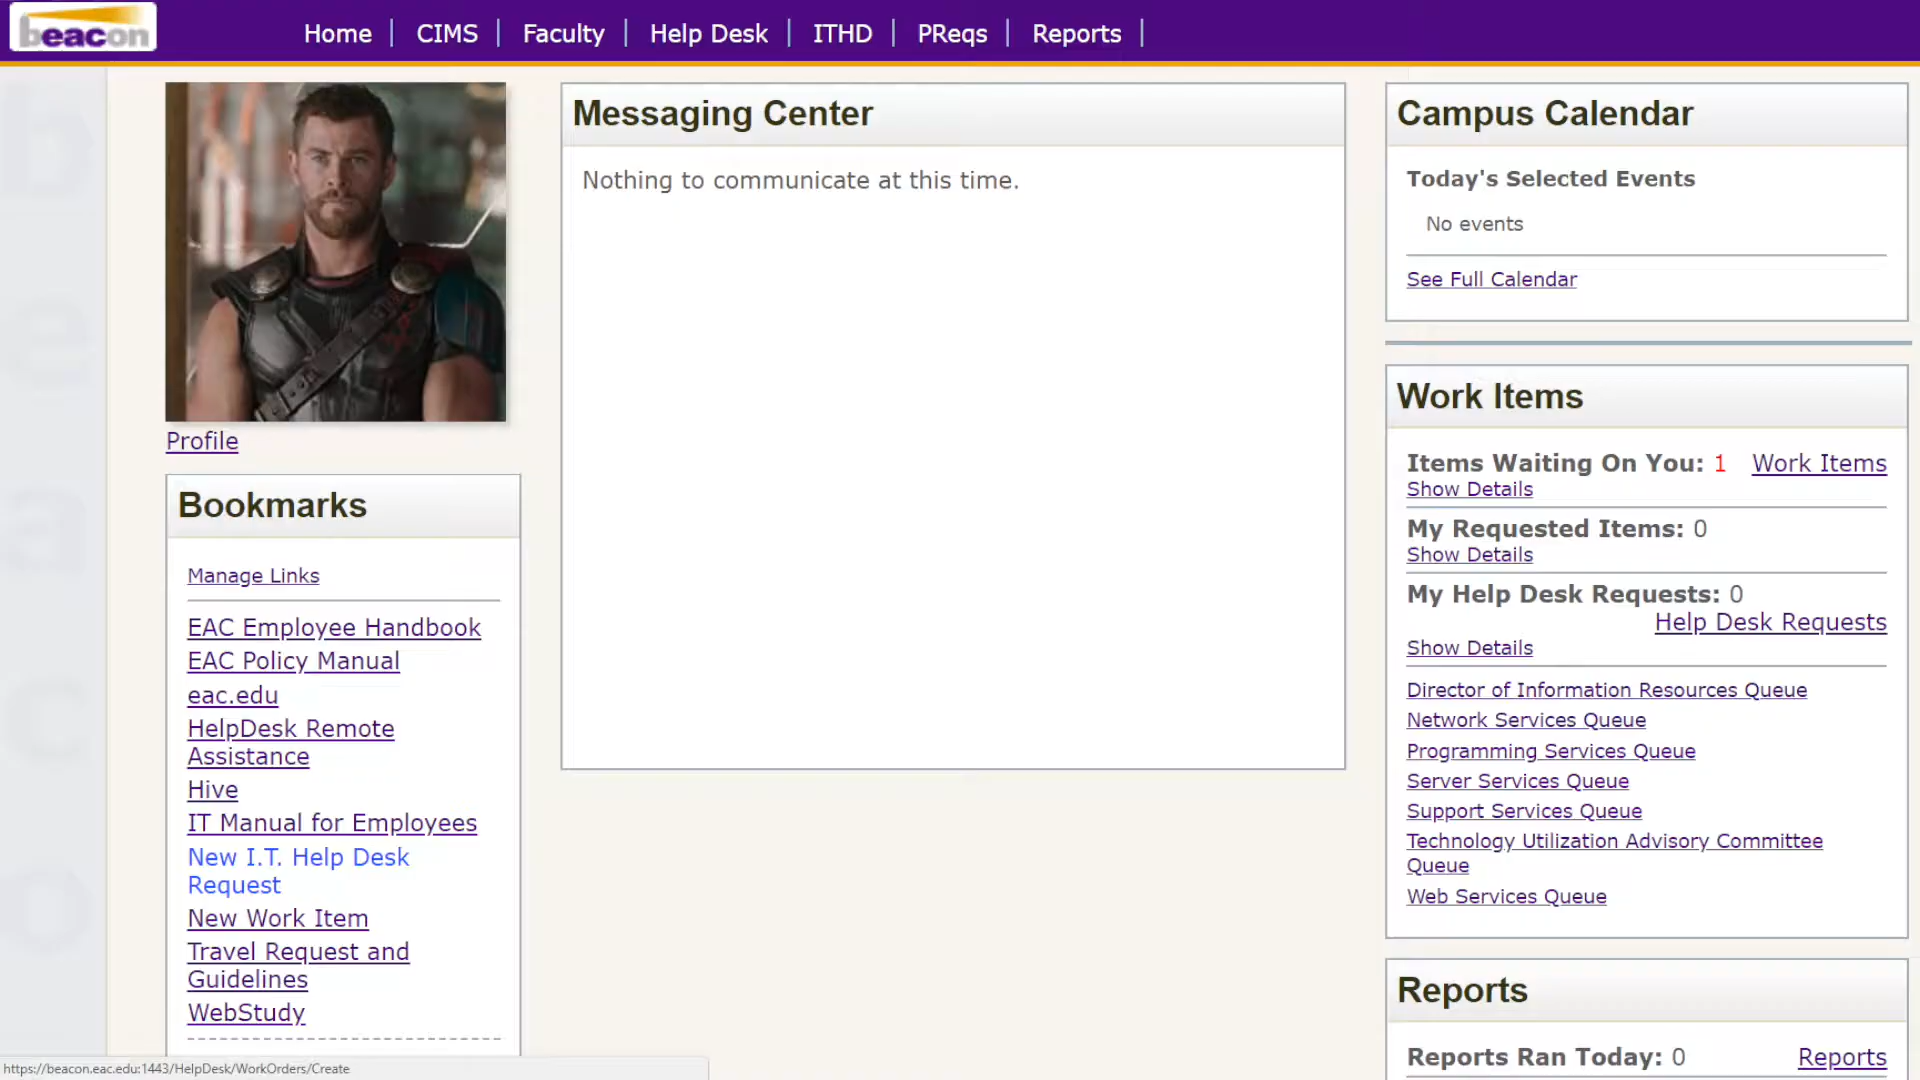 beacon
Home
CIMS
Faculty
Help Desk
ITHD
PReqs
Reports
Profile
Bookmarks
Manage Links
EAC Employee Handbook
EAC Policy Manual
eac.edu
HelpDesk Remote
Assistance
Hive
IT Manual for Employees
New I.T. Help Desk
Request
New Work Item
Travel Request and
Guidelines
WebStudy
Messaging Center
Nothing to communicate at this time.
Campus Calendar
Today's Selected Events
No events
See Full Calendar
Work Items
Items Waiting On You: 1 Work Items
Show Details
My Requested Items: 0
Show Details
My Help Desk Requests: 0
Help Desk Requests
Show Details
Director of Information Resources Queue
Network Services Queue
Programming Services Queue
Server Services Queue
Support Services Queue
Technology Utilization Advisory Committee
Queue
Web Services Queue
Reports
Reports Ran Today: 0 Reports
b
e
a
c
o
https://beacon.eac.edu:1443/HelpDesk/WorkOrders/Create